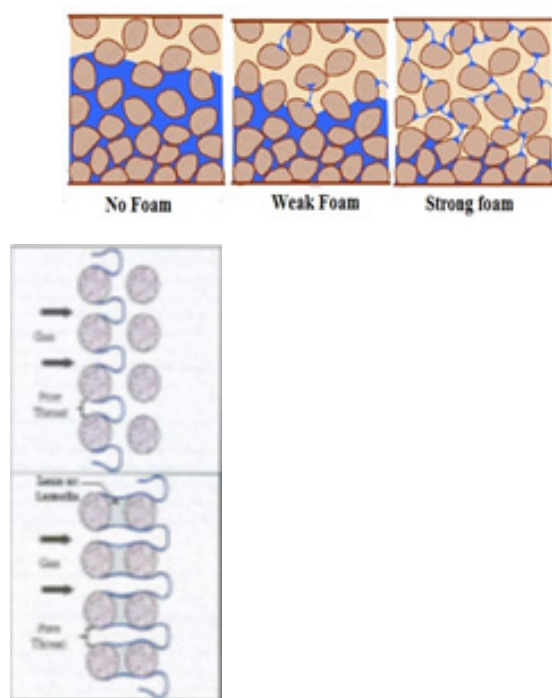 No Foam
Weak Foam
Strong foam
Gas
Pore
Throat
Lens or
Lamella
Gas
Pore
Throat